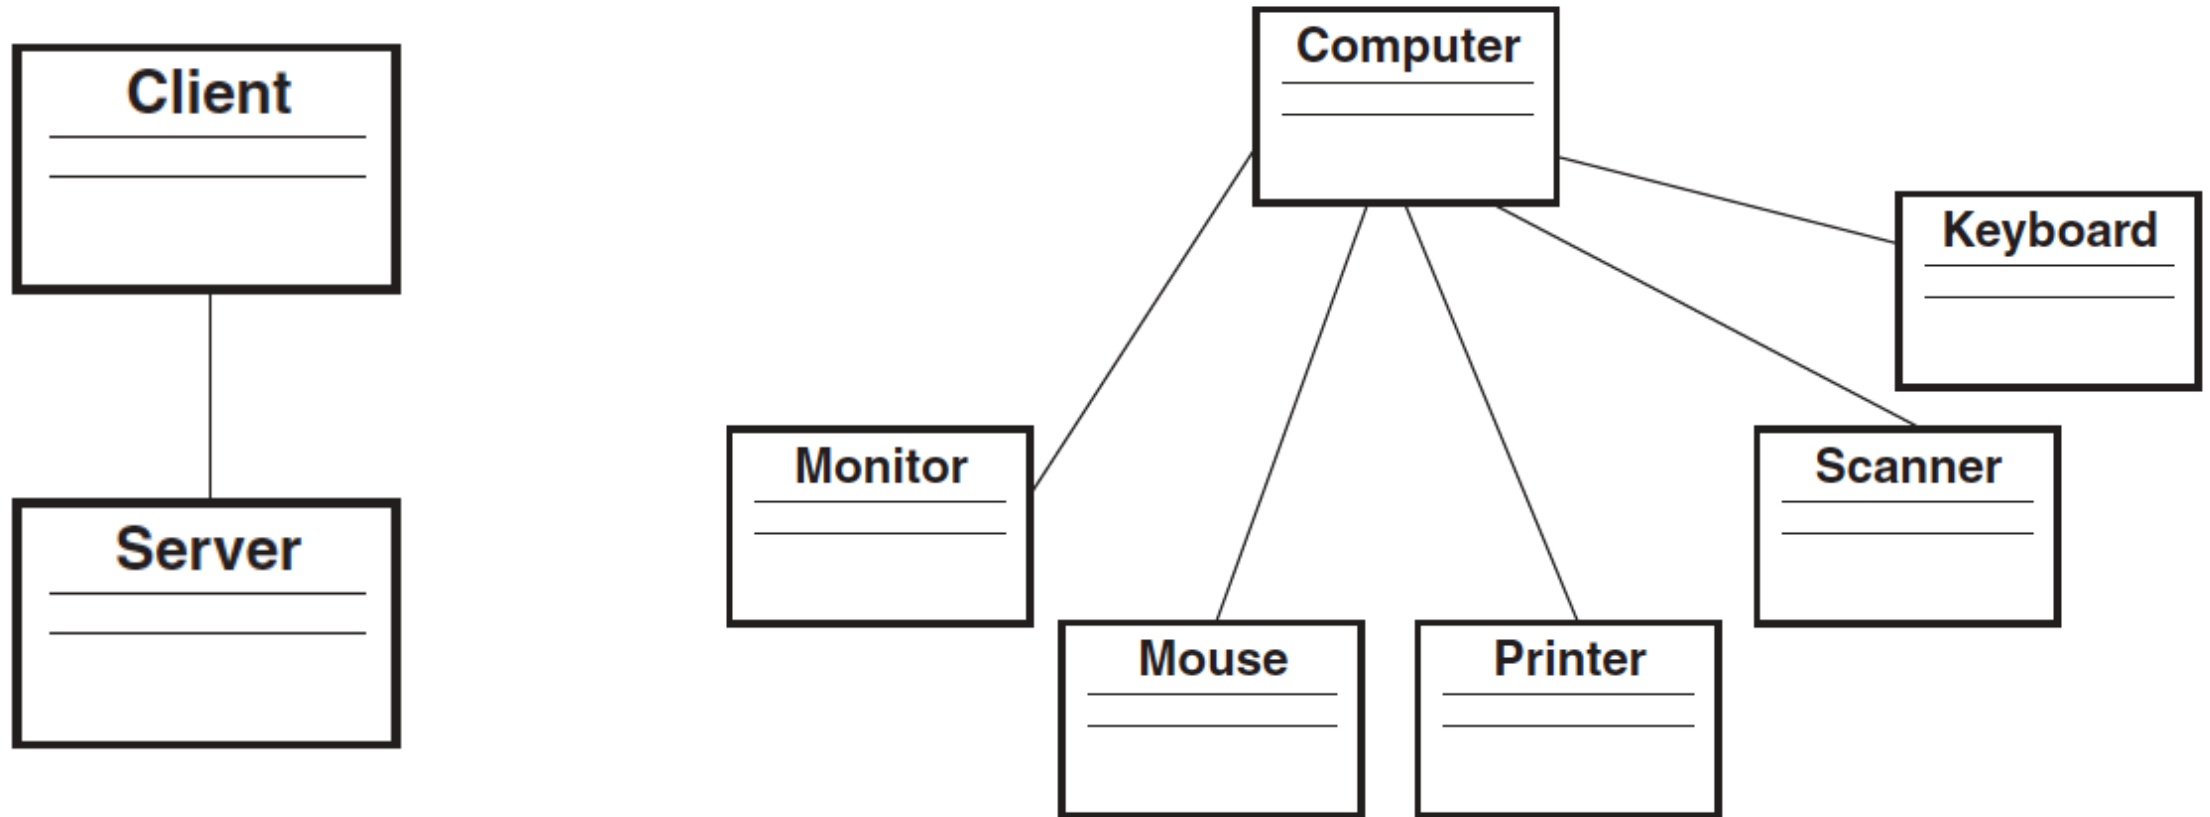 Client
Server
Computer
Keyboard
Monitor
Scanner
Mouse
Printer